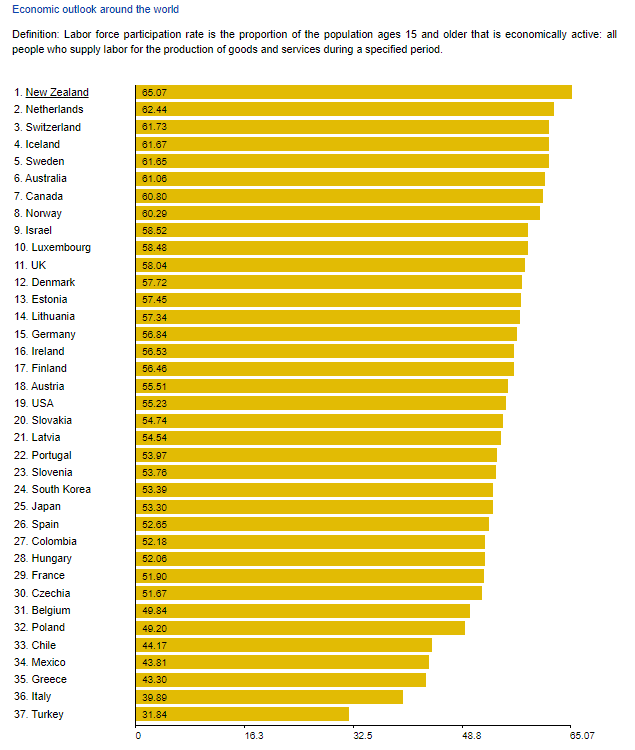 Economic outlook around the world
Definition: Labor force participation rate is the proportion of the population ages 15 and older that is economically active: all
people who supply labor for the production of goods and services during a specified period.
1. New Zealand 65.07
2. Netherlands 62.44
3. Switzerland 61.73
4. Iceland 61.67
5. Sweden 61.65
6. Australia 61.06
7. Canada 60.80
8. Norway 60.29
9. Israel 58.52
10. Luxembourg 58.48
11. UK 58.04
12. Denmark 57.72
13. Estonia 57.45
14. Lithuania 57.34
15. Germany 56.84
16. Ireland 56.53
17. Finland 56.46
18. Austria 55.51
19. USA 55.23
20. Slovakia 54.74
21. Latvia 54.54
22. Portugal 53.97
23. Slovenia 53.76
24. South Korea 53.39
25. Japan 53.30
26. Spain 52.65
27. Colombia 52.18
28. Hungary 52.06
29. France 51.90
30. Czechia 51.67
31. Belgium 49.84
32. Poland 49.20
33. Chile 44.17
34. Mexico 43.81
35. Greece 43.30
36. Italy 39.89
37. Turkey 31.84
0 16.3 32.5 48.8 65.07